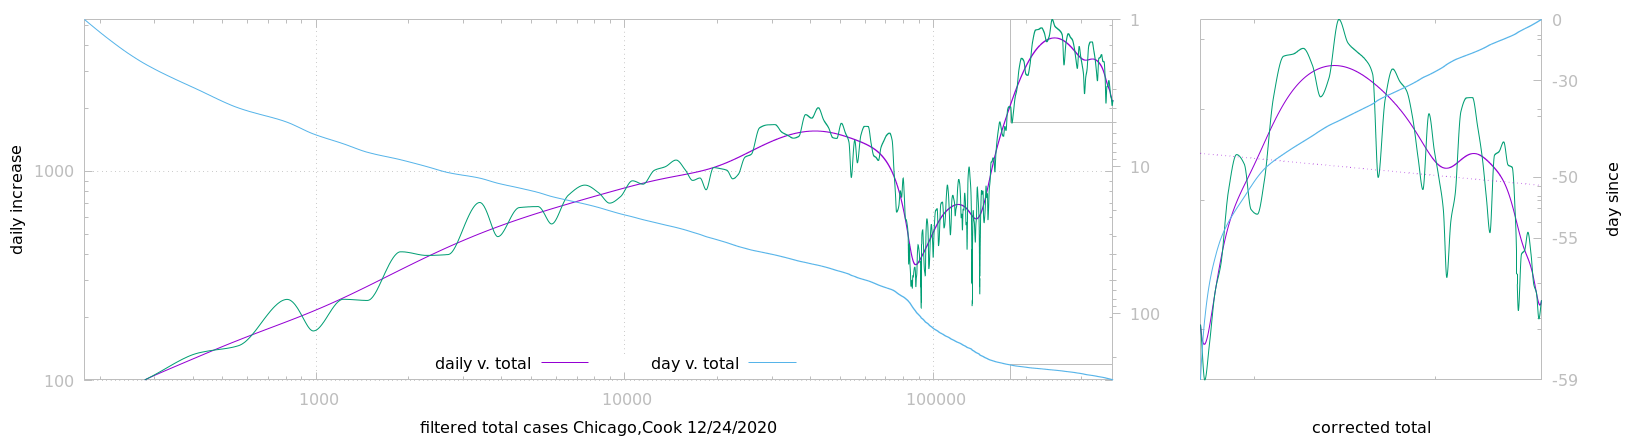 1
0
daily increase
1000
400
100
daily v. total
day v. total
10
100
-30
-50
-55
-59
day since
1000
10000
100000
filtered total cases Chicago,Cook 12/24/2020
corrected total